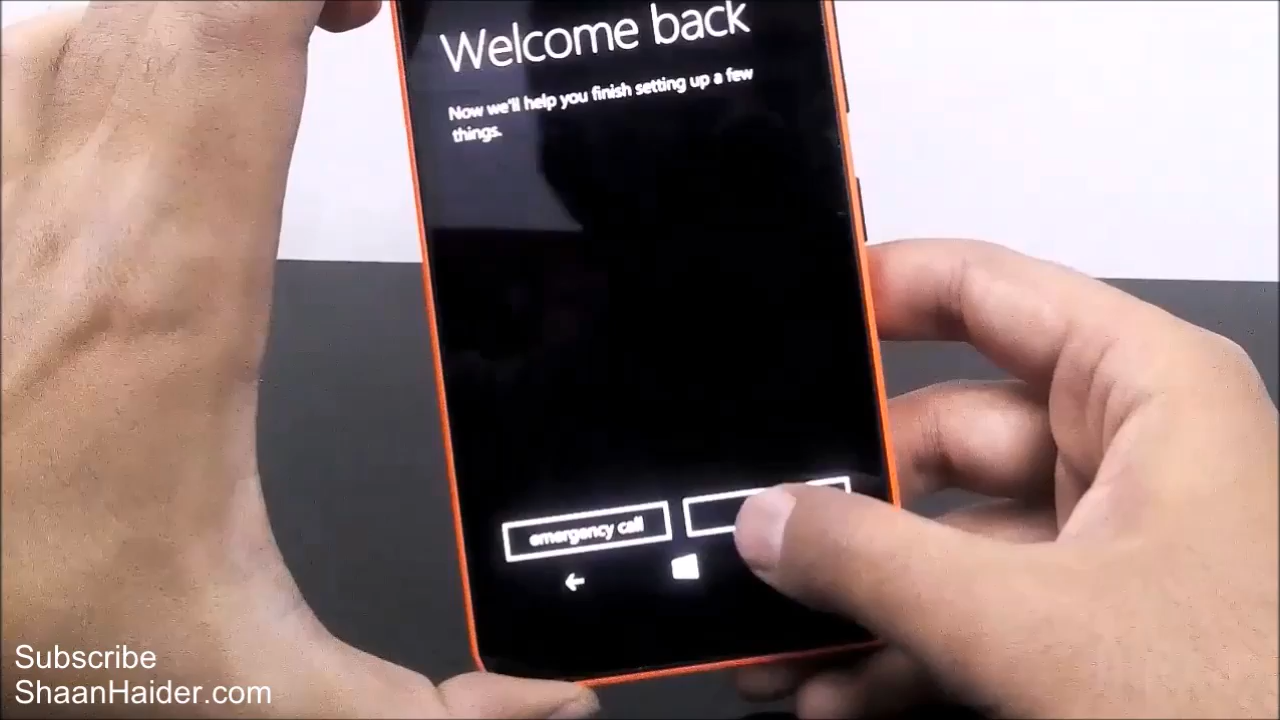 Welcome back
Now we'll help you finish setting up a few
things.
emergency call
Subscribe
ShaanHaider.com